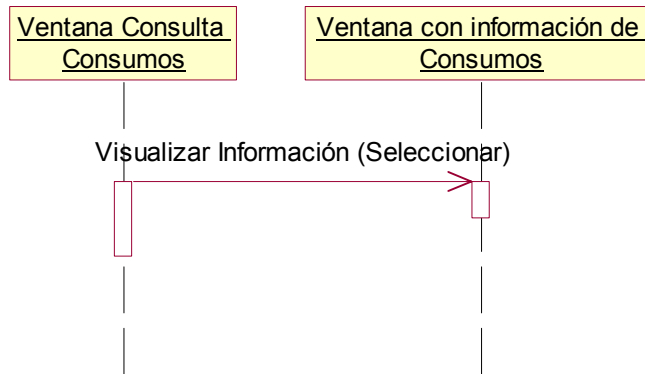 Ventana Consulta
Consumos
Ventana con información de
Consumos
Visualizar Información (Seleccionar)